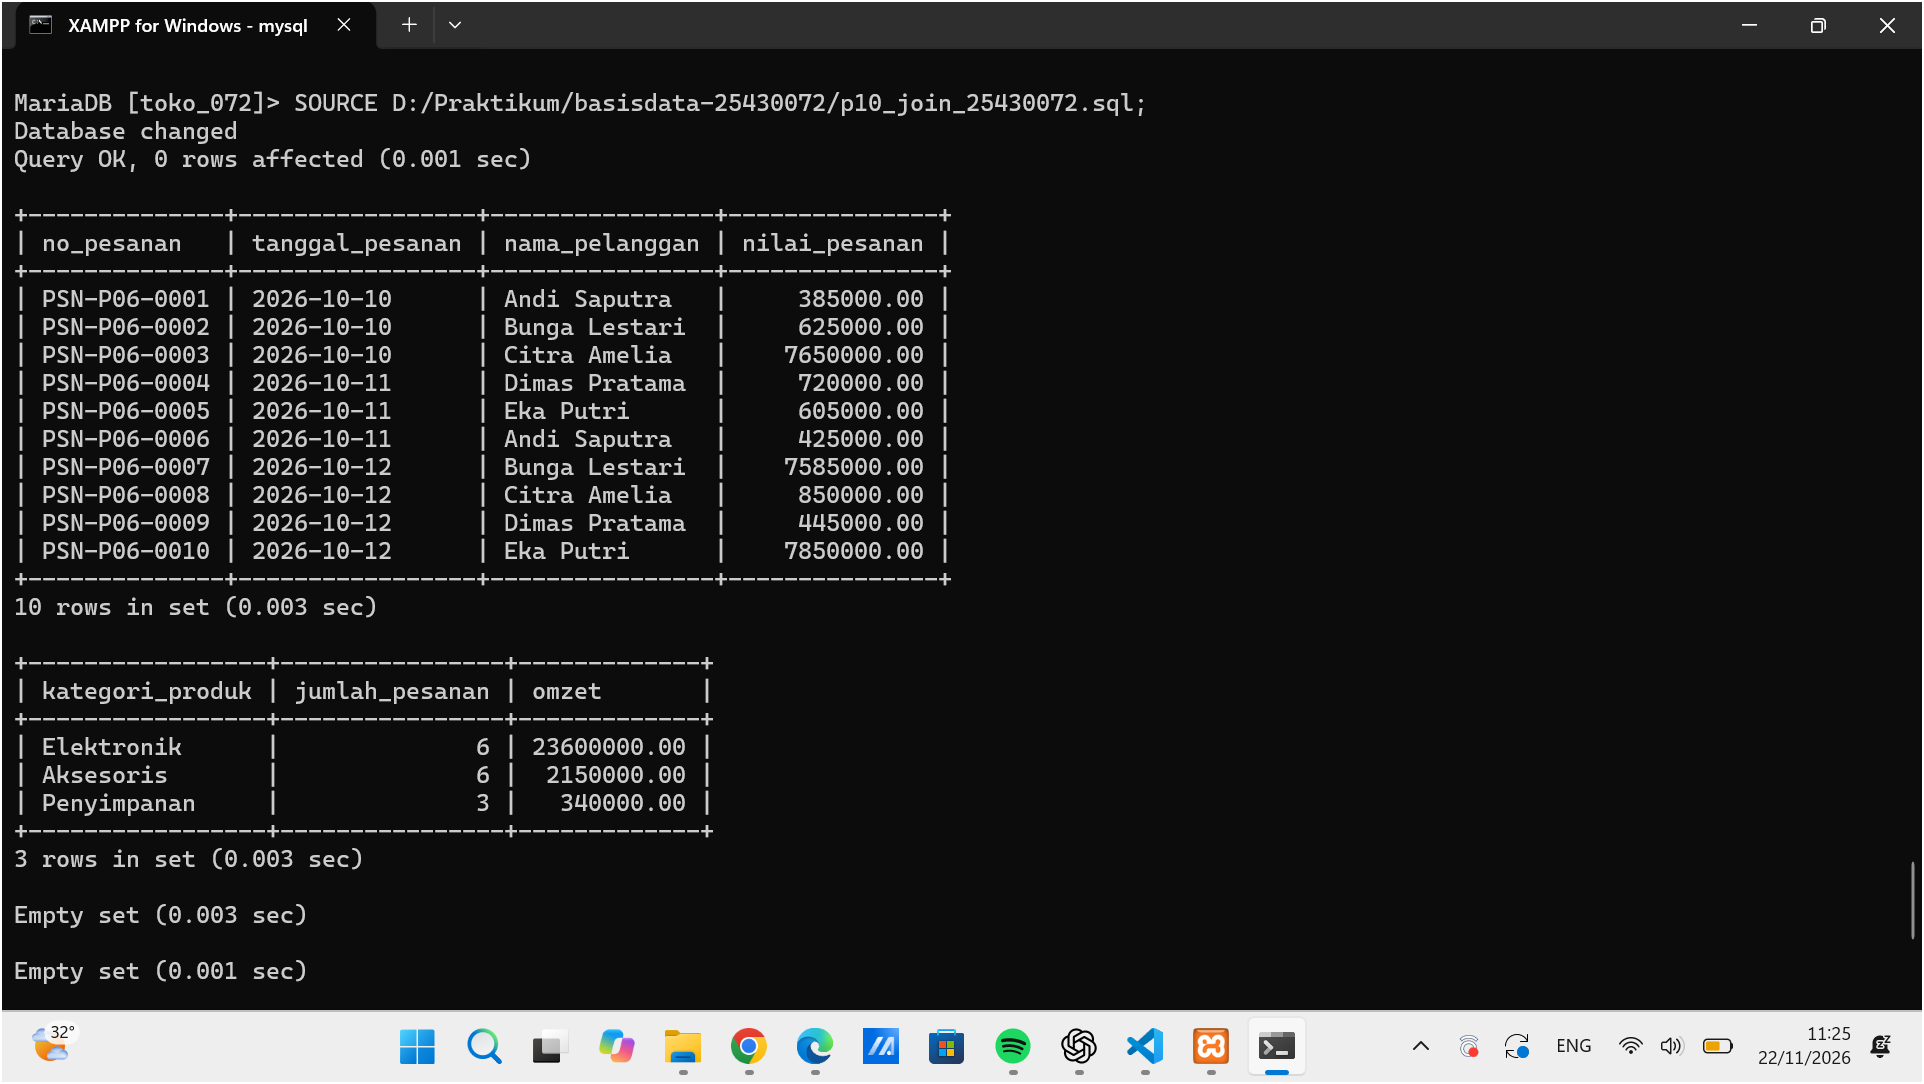 XAMPP for Windows - mysql
MariaDB [toko_072]> SOURCE D:/Praktikum/basisdata-25430072/p10_join_25430072.sql;
Database changed
Query OK, 0 rows affected (0.001 sec)
+--------------+-----------------+----------------+---------------+
| no_pesanan   | tanggal_pesanan | nama_pelanggan | nilai_pesanan |
+--------------+-----------------+----------------+---------------+
| PSN-P06-0001 | 2026-10-10      | Andi Saputra   |     385000.00 |
| PSN-P06-0002 | 2026-10-10      | Bunga Lestari  |     625000.00 |
| PSN-P06-0003 | 2026-10-10      | Citra Amelia   |    7650000.00 |
| PSN-P06-0004 | 2026-10-11      | Dimas Pratama  |     720000.00 |
| PSN-P06-0005 | 2026-10-11      | Eka Putri      |     605000.00 |
| PSN-P06-0006 | 2026-10-11      | Andi Saputra   |     425000.00 |
| PSN-P06-0007 | 2026-10-12      | Bunga Lestari  |    7585000.00 |
| PSN-P06-0008 | 2026-10-12      | Citra Amelia   |     850000.00 |
| PSN-P06-0009 | 2026-10-12      | Dimas Pratama  |     445000.00 |
| PSN-P06-0010 | 2026-10-12      | Eka Putri      |    7850000.00 |
+--------------+-----------------+----------------+---------------+
10 rows in set (0.003 sec)
+-----------------+----------------+-------------+
| kategori_produk | jumlah_pesanan | omzet       |
+-----------------+----------------+-------------+
| Elektronik      |              6 | 23600000.00 |
| Aksesoris       |              6 |  2150000.00 |
| Penyimpanan     |              3 |   340000.00 |
+-----------------+----------------+-------------+
3 rows in set (0.003 sec)
Empty set (0.003 sec)
Empty set (0.001 sec)
32°
ENG
11:25
22/11/2026